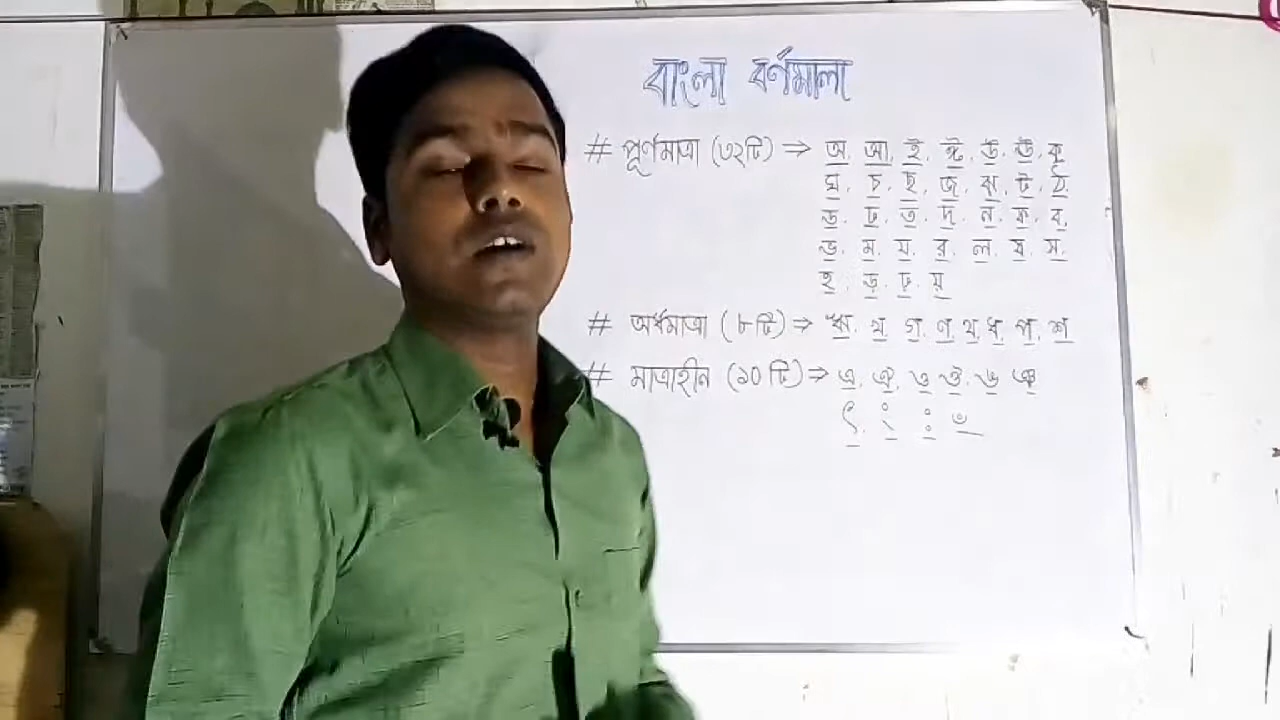 বাংলা বর্ণমালা
# পূর্ণমাত্রা (৩২টি) ⇒ অ, আ, ই, ঈ, উ, ঊ, ক,
ঘ, চ, ছ, জ, ঝ, ট, ঠ,
ড, ঢ, ত, দ, ন, ফ, ব,
ভ, ম, য, র, ল, ষ, স,
হ, ড়, ঢ়, য়
# অর্ধমাত্রা (৮টি) ⇒ ঋ, খ, গ, ণ, থ, ধ, প, শ
# মাত্রাহীন (১০টি) ⇒ এ, ঐ, ও, ঔ, ঙ, ঞ
ৎ, ং, ঃ, ঁ